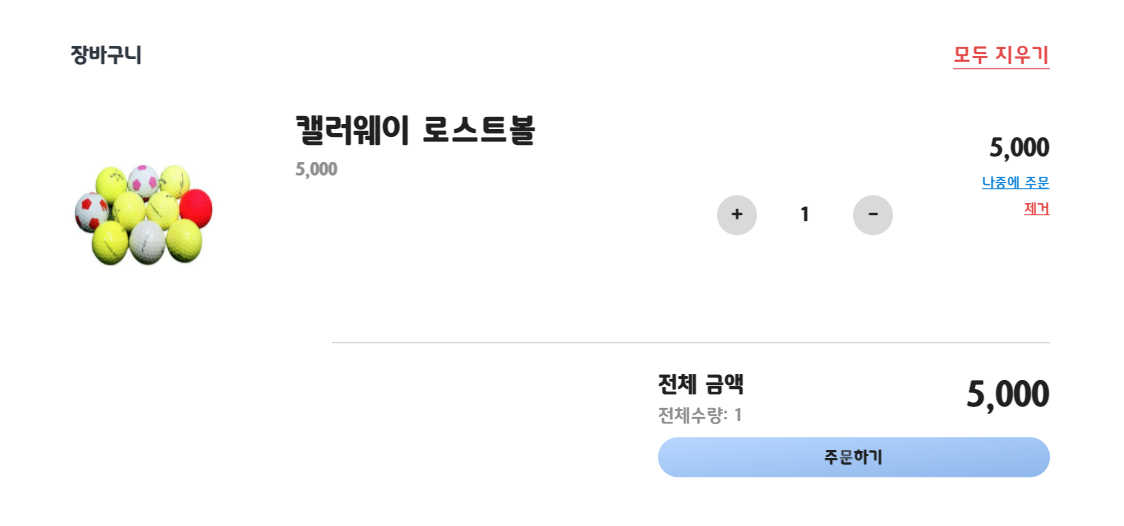 장바구니
모두 지우기
캘러웨이 로스트볼
5,000
+
1
-
5,000
나중에 주문
제거
전체 금액
전체수량: 1
5,000
주문하기